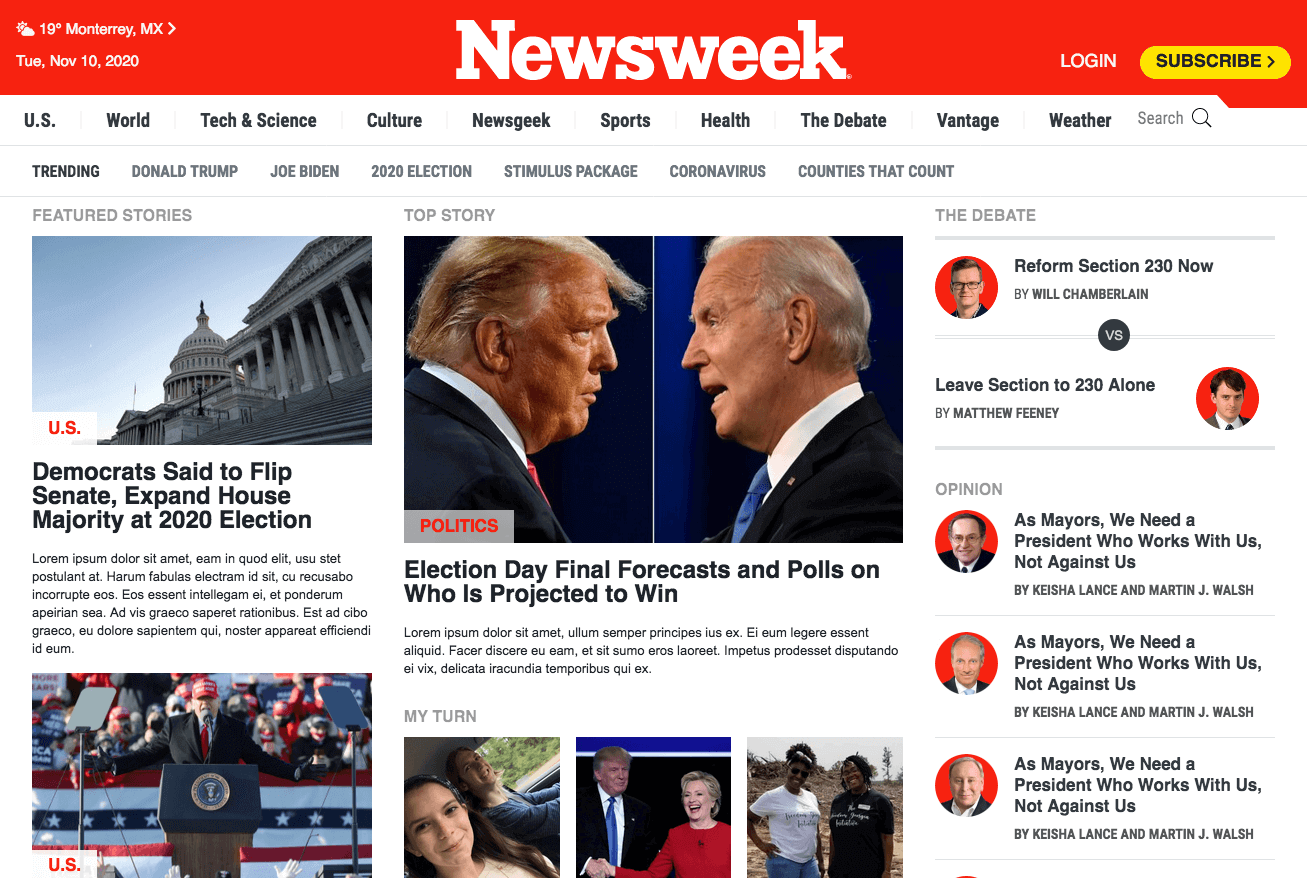 19° Monterrey, MX
Tue, Nov 10, 2020
Newsweek
LOGIN
SUBSCRIBE
U.S.
World
Tech & Science
Culture
Newsgeek
Sports
Health
The Debate
Vantage
Weather
Search
TRENDING
DONALD TRUMP
JOE BIDEN
2020 ELECTION
STIMULUS PACKAGE
CORONAVIRUS
COUNTIES THAT COUNT
FEATURED STORIES
U.S.
Democrats Said to Flip
Senate, Expand House
Majority at 2020 Election
Lorem ipsum dolor sit amet, eam in quod elit, usu stet
postulant at. Harum fabulas electram id sit, cu recusabo
incorrupte eos. Eos essent intellegam ei, et ponderum
apeirian sea. Ad vis graeco saperet rationibus. Est ad cibo
graeco, eu dolore sapientem qui, noster appareat efficiendi
id eum.
U.S.
TOP STORY
POLITICS
Election Day Final Forecasts and Polls on
Who Is Projected to Win
Lorem ipsum dolor sit amet, ullum semper principes ius ex. Ei eum legere essent
aliquid. Facer discere eu eam, et sit sumo eros laoreet. Impetus prodesset disputando
ei vix, delicata iracundia temporibus qui ex.
MY TURN
THE DEBATE
Reform Section 230 Now
BY WILL CHAMBERLAIN
VS
Leave Section to 230 Alone
BY MATTHEW FEENEY
OPINION
As Mayors, We Need a
President Who Works With Us,
Not Against Us
BY KEISHA LANCE AND MARTIN J. WALSH
As Mayors, We Need a
President Who Works With Us,
Not Against Us
BY KEISHA LANCE AND MARTIN J. WALSH
As Mayors, We Need a
President Who Works With Us,
Not Against Us
BY KEISHA LANCE AND MARTIN J. WALSH